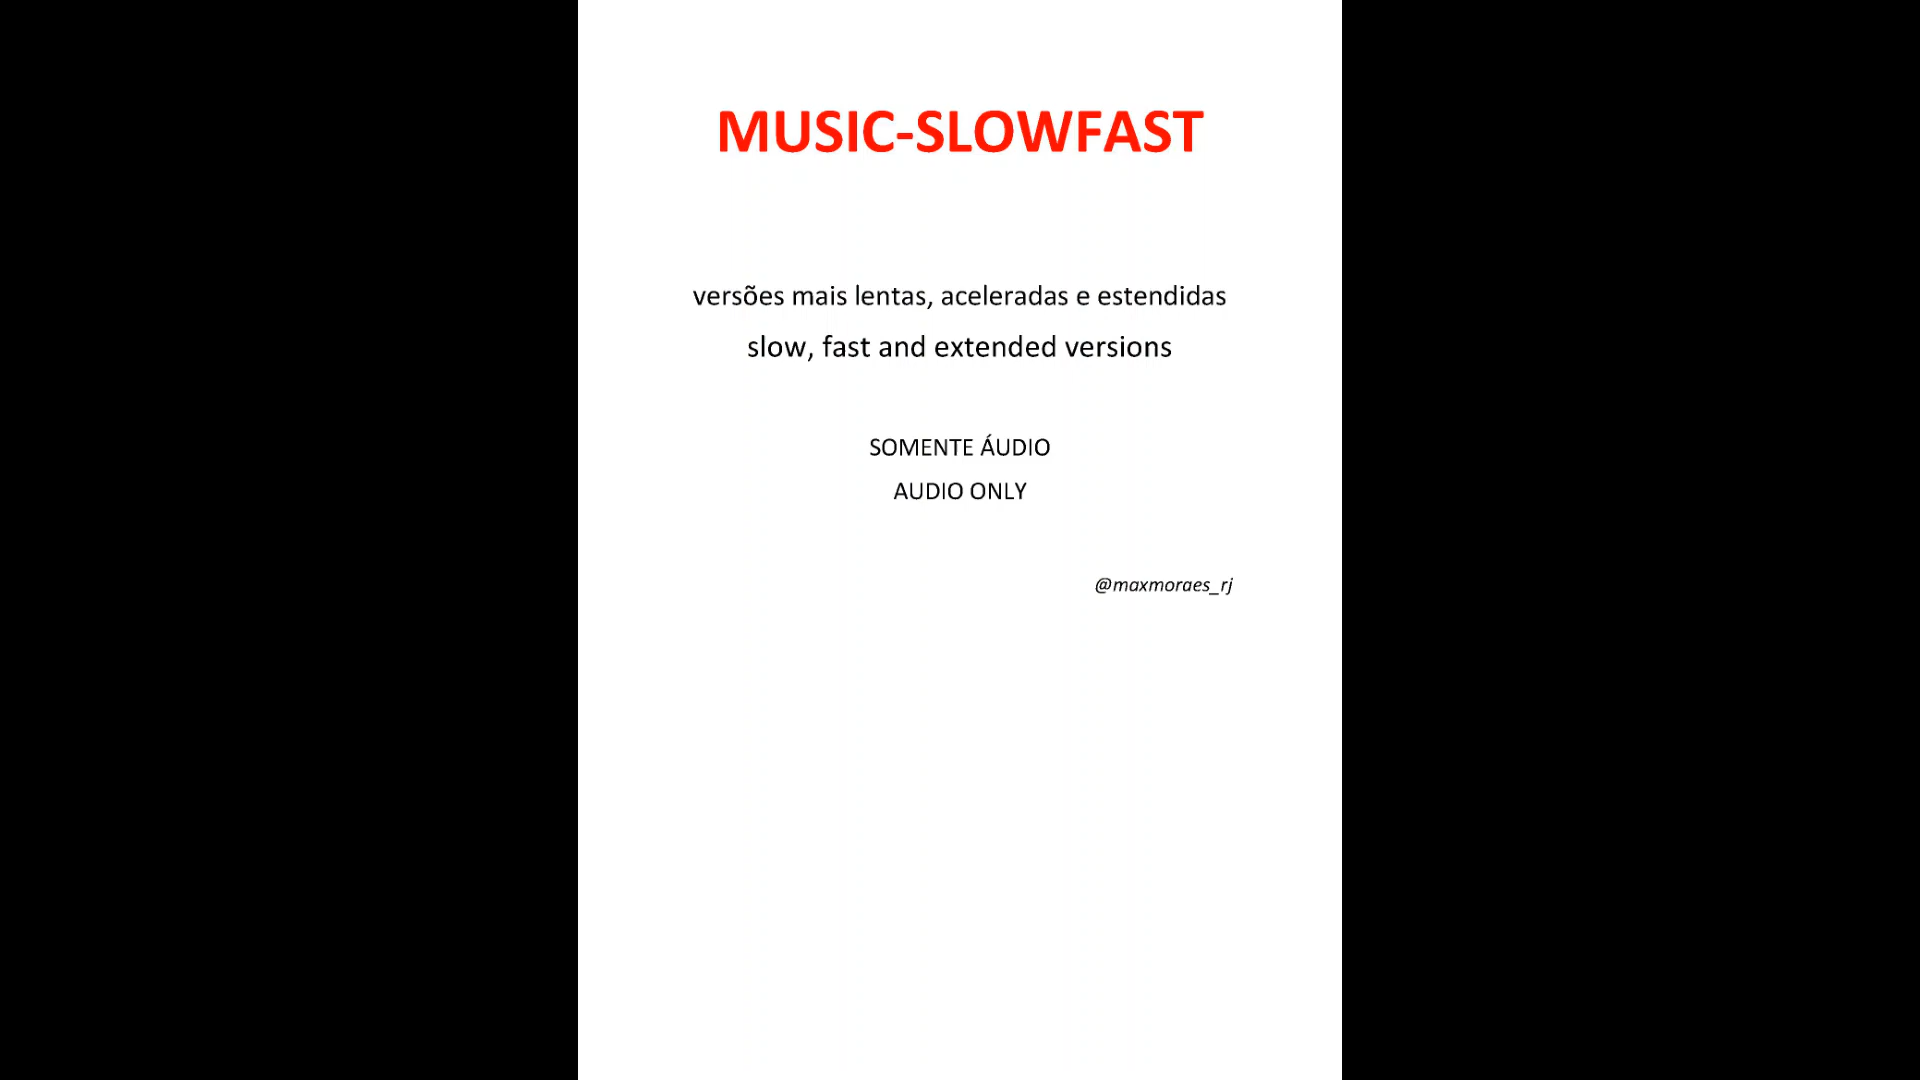 MUSIC-SLOWFAST
versões mais lentas, aceleradas e estendidas
slow, fast and extended versions
SOMENTE ÁUDIO
AUDIO ONLY
@maxmoraes_rj